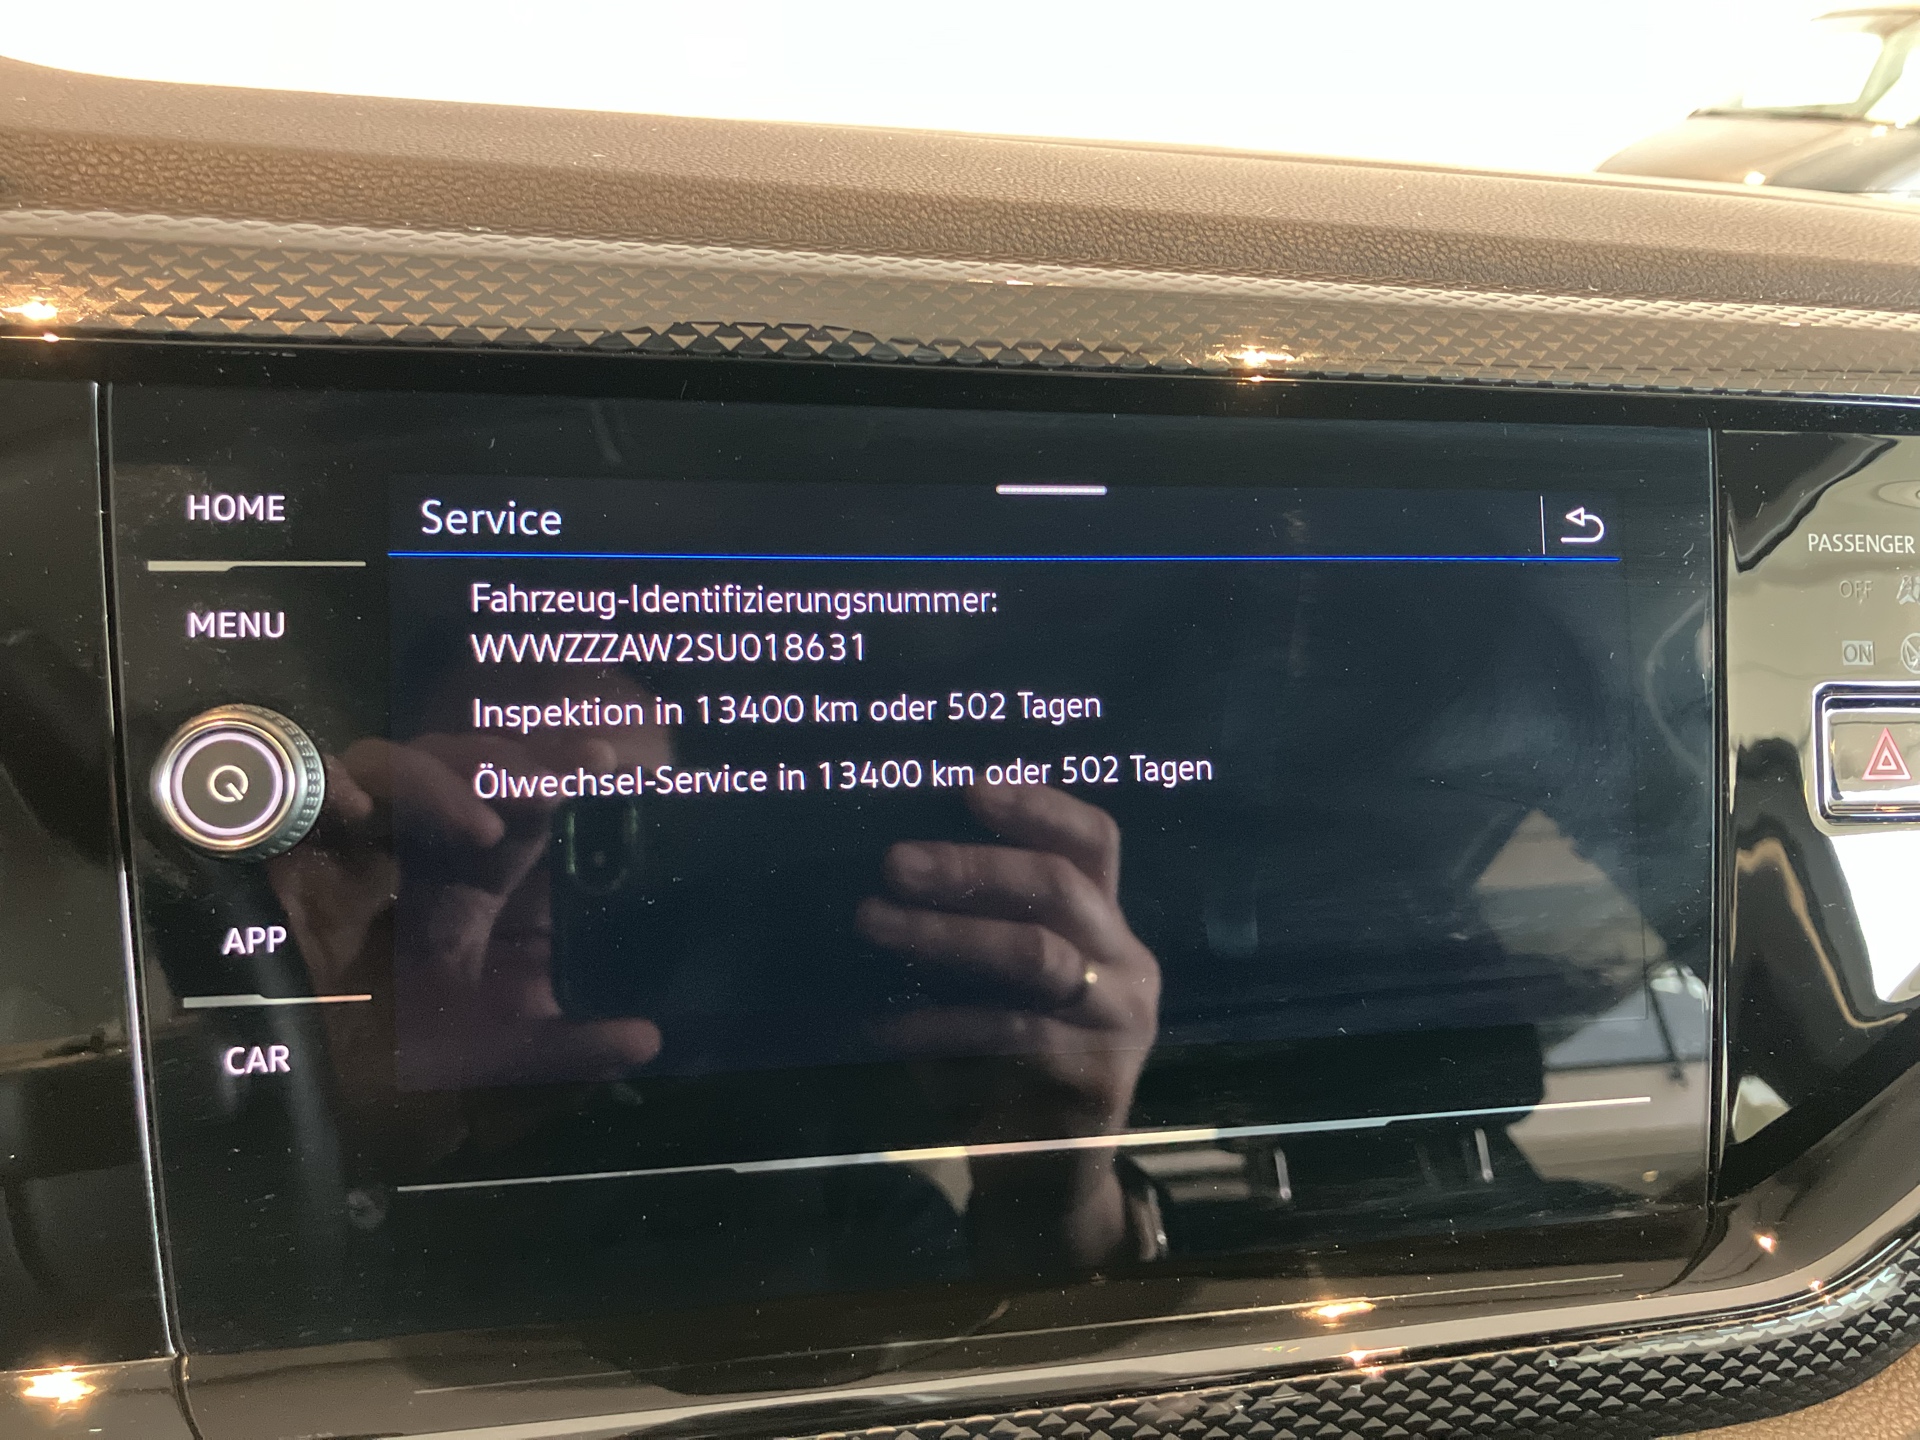 HOME
MENU
APP
CAR
Service
Fahrzeug-Identifizierungsnummer:
WVWZZZAW2SU018631
Inspektion in 13400 km oder 502 Tagen
Ölwechsel-Service in 13400 km oder 502 Tagen
PASSENGER
OFF
ON